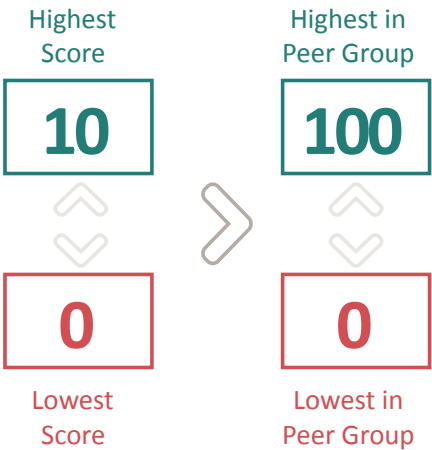 Highest
Score
10
0
Lowest
Score
Highest in
Peer Group
100
0
Lowest in
Peer Group